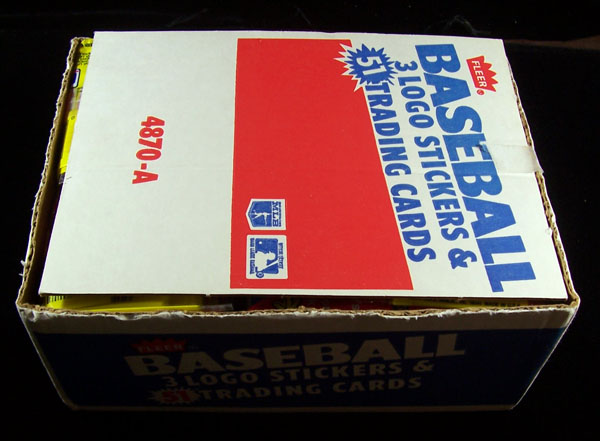 FLEER®
BASEBALL
3 LOGO STICKERS &
51 TRADING CARDS
4870-A
FLEER
BASEBALL
3 LOGO STICKERS &
51 TRADING CARDS